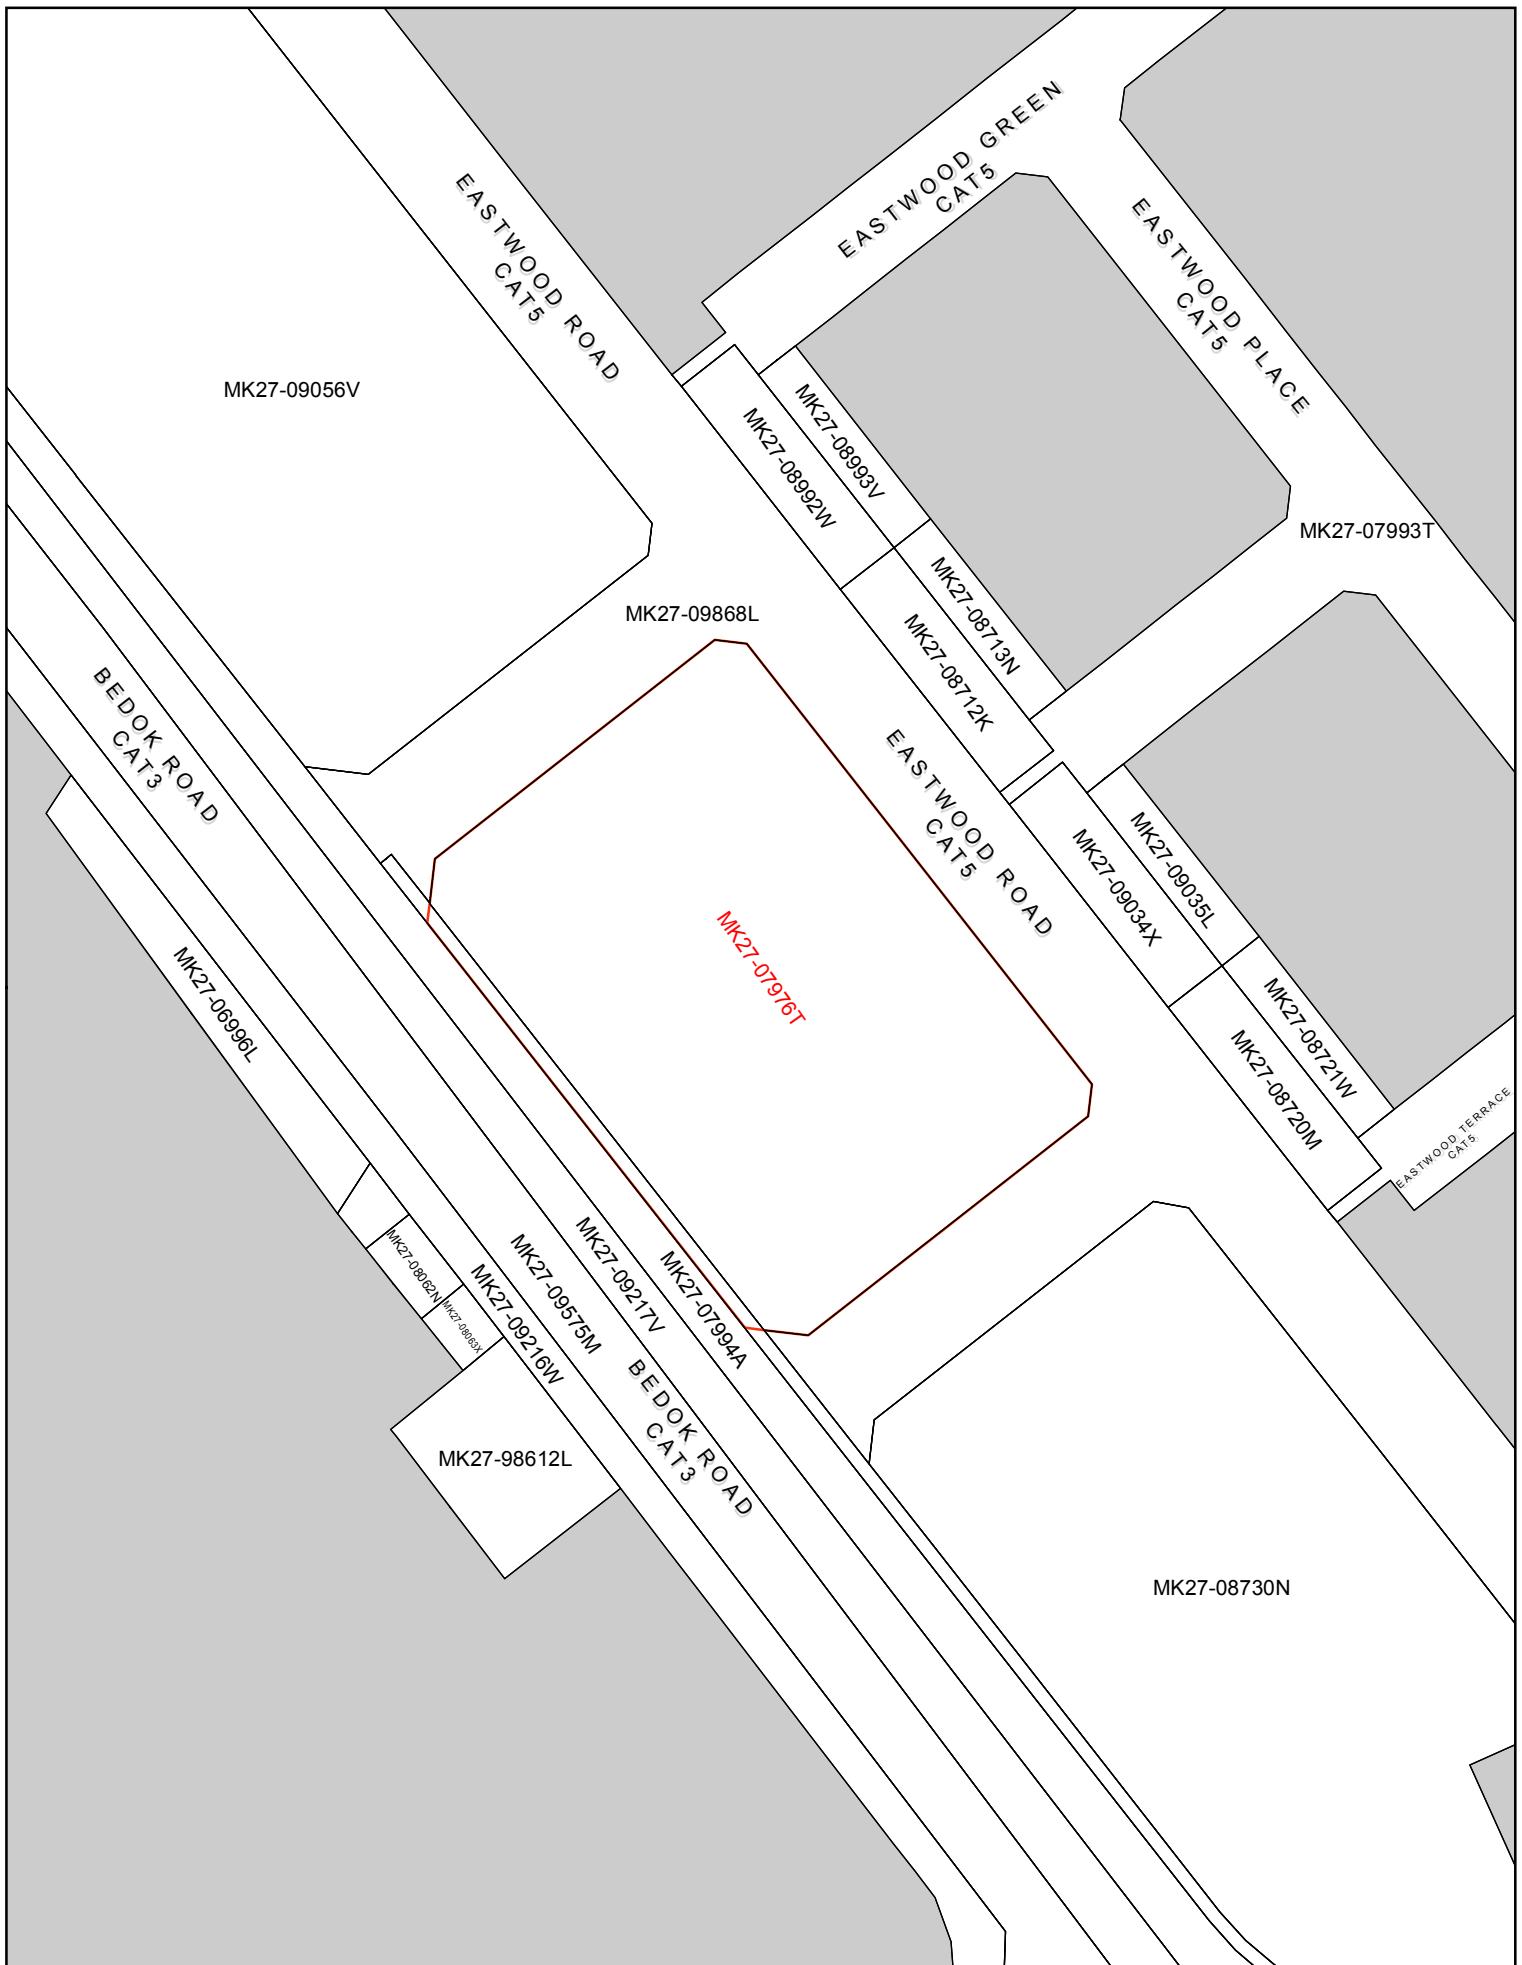 EASTWOOD GREEN
CAT5
EASTWOOD ROAD
CAT5
EASTWOOD PLACE
CAT5
MK27-09056V
MK27-08993V
MK27-08992W
MK27-07993T
MK27-09868L
MK27-08713N
MK27-08712K
BEDOK ROAD
CAT3
EASTWOOD ROAD
CAT5
MK27-09035L
MK27-09034X
MK27-07976T
MK27-06996L
MK27-08721W
MK27-08720M
EASTWOOD TERRACE
CAT5
MK27-08062N
MK27-08063X
MK27-09216W
MK27-09575M
MK27-09217V
MK27-07994A
BEDOK ROAD
CAT3
MK27-98612L
MK27-08730N